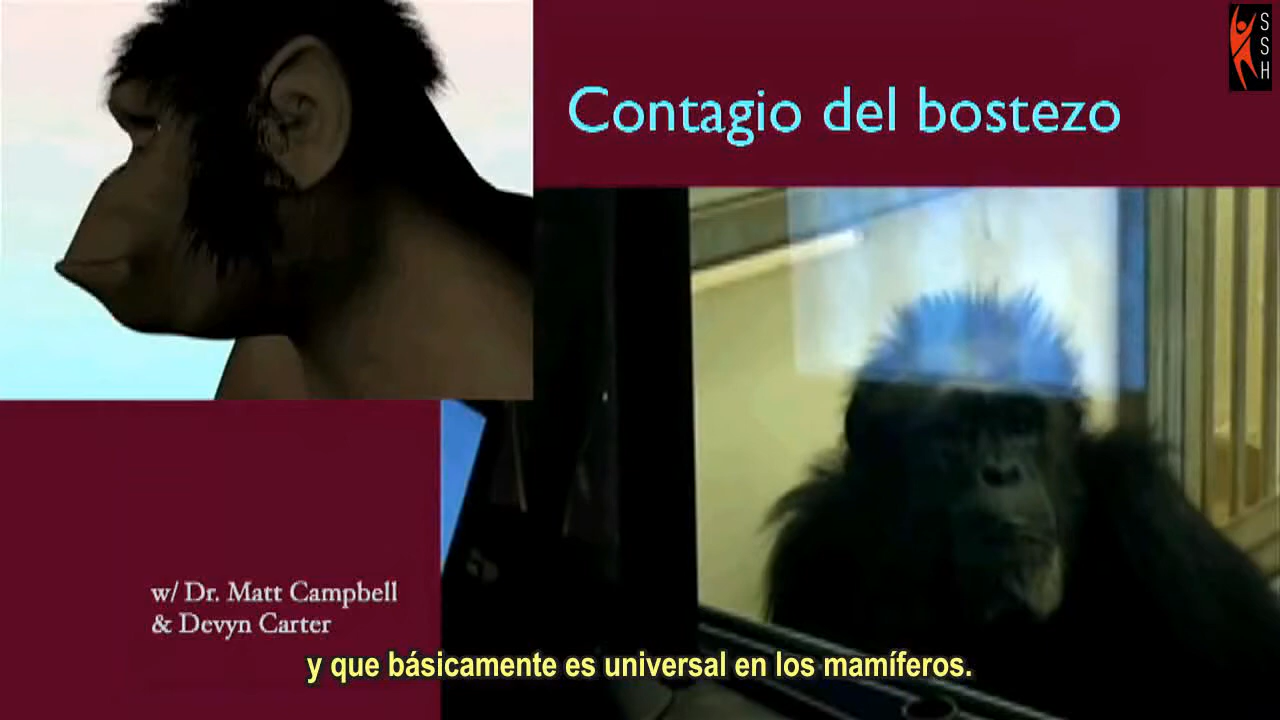 S
S
H
Contagio del bostezo
w/ Dr. Matt Campbell
& Devyn Carter
y que básicamente es universal en los mamíferos.